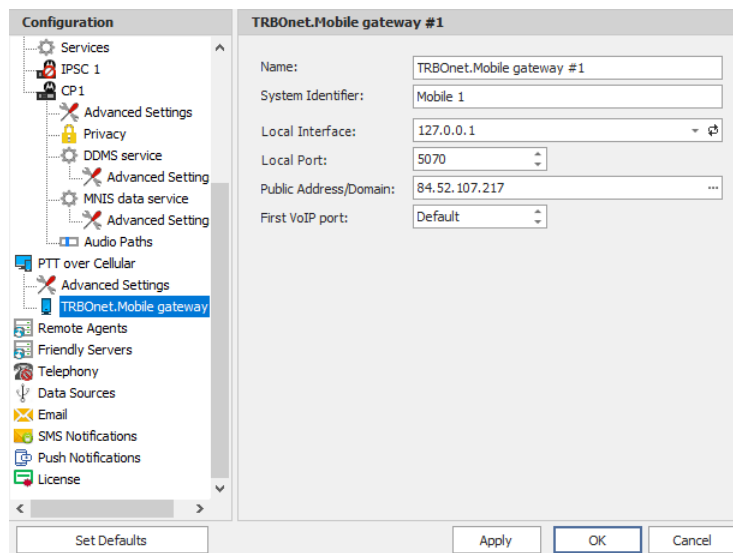 Configuration
Services
IPSC 1
CP1
Advanced Settings
Privacy
DDMS service
Advanced Setting
MNIS data service
Advanced Setting
Audio Paths
PTT over Cellular
Advanced Settings
TRBOnet.Mobile gateway
Remote Agents
Friendly Servers
Telephony
Data Sources
Email
SMS Notifications
Push Notifications
License
Set Defaults
TRBOnet.Mobile gateway #1
Name: TRBOnet.Mobile gateway #1
System Identifier: Mobile 1
Local Interface: 127.0.0.1
Local Port: 5070
Public Address/Domain: 84.52.107.217 ...
First VoIP port: Default
Apply OK Cancel